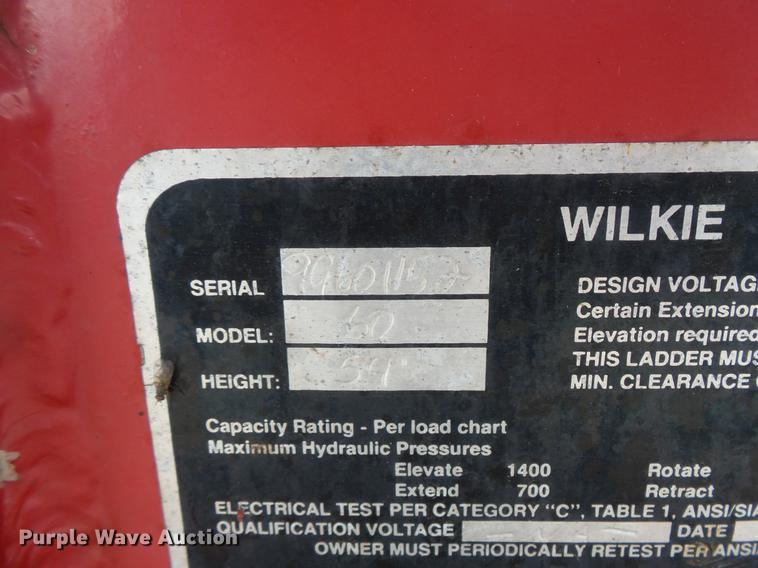 WILKIE
SERIAL
MODEL: 60
HEIGHT: 54'
DESIGN VOLTAG
Certain Extension
Elevation required
THIS LADDER MUS
MIN. CLEARANCE
Capacity Rating - Per load chart
Maximum Hydraulic Pressures
Elevate 1400 Rotate
Extend 700 Retract
ELECTRICAL TEST PER CATEGORY "C", TABLE 1, ANSI/SIA
QUALIFICATION VOLTAGE DATE
OWNER MUST PERIODICALLY RETEST PER ANSI
Purple Wave Auction